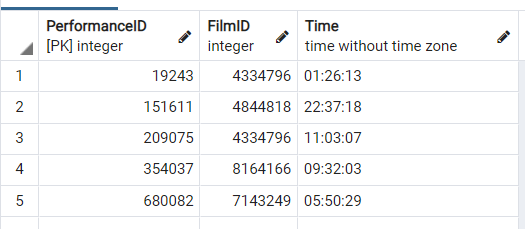 PerformanceID FilmID Time
[PK] integer integer time without time zone
1 19243 4334796 01:26:13
2 151611 4844818 22:37:18
3 209075 4334796 11:03:07
4 354037 8164166 09:32:03
5 680082 7143249 05:50:29